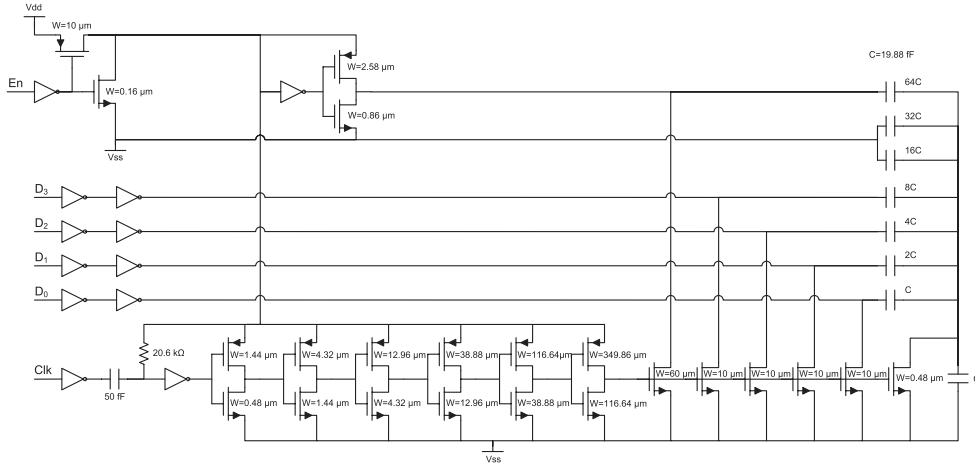 Vdd
W=10 µm
C=19.88 fF
W=2.58 µm
64C
En
W=0.16 µm
W=0.86 µm
32C
Vss
16C
D3
8C
D2
4C
D1
2C
D0
C
20.6 kΩ
W=1.44 µm
W=4.32 µm
W=12.96 µm
W=38.88 µm
W=116.64 µm
W=349.86 µm
Clk
50 fF
W=60 µm
W=10 µm
W=10 µm
W=10 µm
W=10 µm
W=0.48 µm
W=0.48 µm
W=1.44 µm
W=4.32 µm
W=12.96 µm
W=38.88 µm
W=116.64 µm
Vss